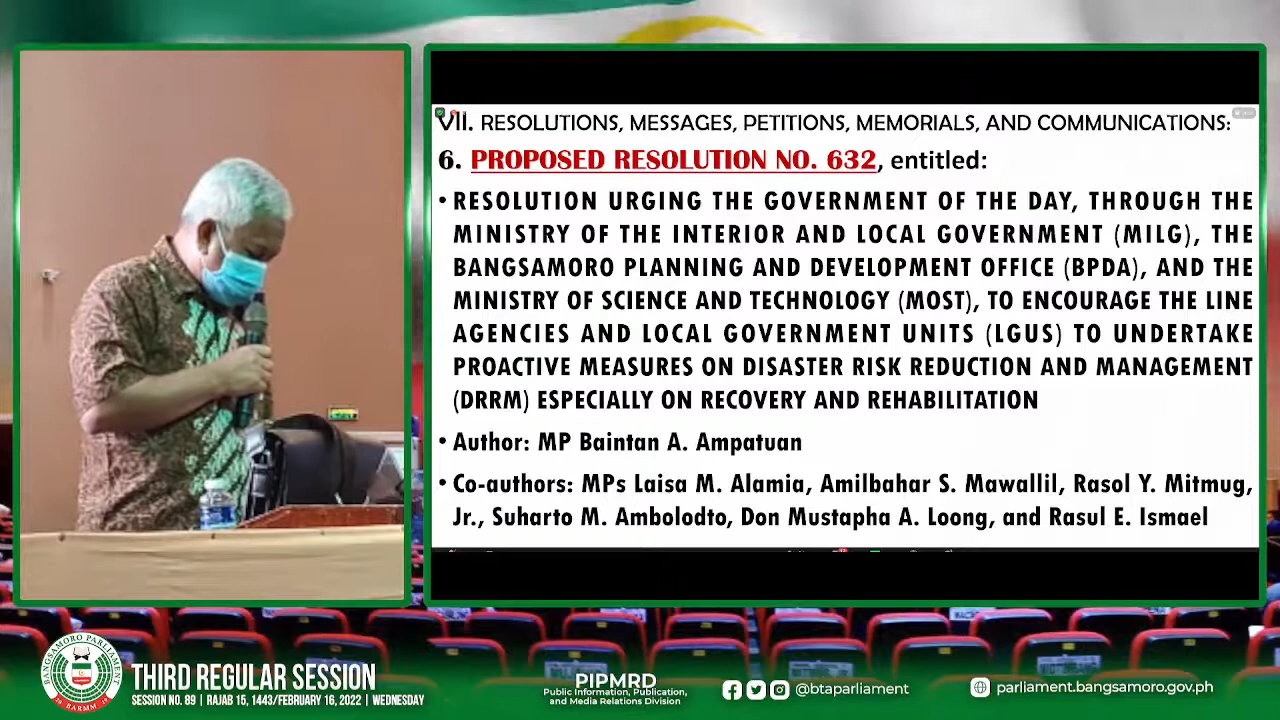 VII. RESOLUTIONS, MESSAGES, PETITIONS, MEMORIALS, AND COMMUNICATIONS:
6. PROPOSED RESOLUTION NO. 632, entitled:
• RESOLUTION URGING THE GOVERNMENT OF THE DAY, THROUGH THE
MINISTRY OF THE INTERIOR AND LOCAL GOVERNMENT (MILG), THE
BANGSAMORO PLANNING AND DEVELOPMENT OFFICE (BPDA), AND THE
MINISTRY OF SCIENCE AND TECHNOLOGY (MOST), TO ENCOURAGE THE LINE
AGENCIES AND LOCAL GOVERNMENT UNITS (LGUS) TO UNDERTAKE
PROACTIVE MEASURES ON DISASTER RISK REDUCTION AND MANAGEMENT
(DRRM) ESPECIALLY ON RECOVERY AND REHABILITATION
• Author: MP Baintan A. Ampatuan
• Co-authors: MPs Laisa M. Alamia, Amilbahar S. Mawallil, Rasol Y. Mitmug,
Jr., Suharto M. Ambolodto, Don Mustapha A. Loong, and Rasul E. Ismael
BANGSAMORO PARLIAMENT
BARMM
THIRD REGULAR SESSION
SESSION NO. 89 | RAJAB 15, 1443/FEBRUARY 16, 2022 | WEDNESDAY
PIPMRD
Public Information, Publication,
and Media Relations Division
@btaparliament
parliament.bangsamoro.gov.ph